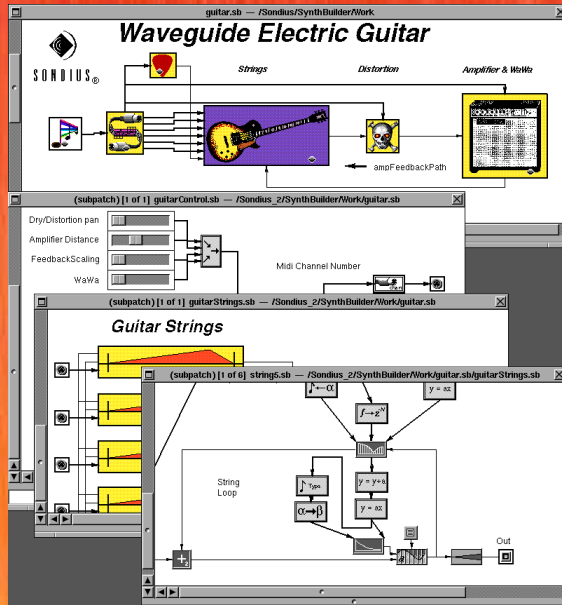 guitar.sb — /Sondius/SynthBuilder/Work
Waveguide Electric Guitar
SONDIUS®
Strings
Distortion
Amplifier & WaWa
ampFeedbackPath
(subpatch) [1 of 1] guitarControl.sb — /Sondius_2/SynthBuilder/Work/guitar.sb
Dry/Distortion pan
Amplifier Distance
FeedbackScaling
WaWa
Midi Channel Number
chan
(subpatch) [1 of 1] guitarStrings.sb — /Sondius_2/SynthBuilder/Work/guitar.sb
Guitar Strings
(subpatch) [1 of 6] string5.sb — /Sondius_2/SynthBuilder/Work/guitar.sb/guitarStrings.sb
♪←α
y = ax
f→z⁻ᴺ
String
Loop
♪ Type
y = y+a
α→β
y = ax
Out
+2